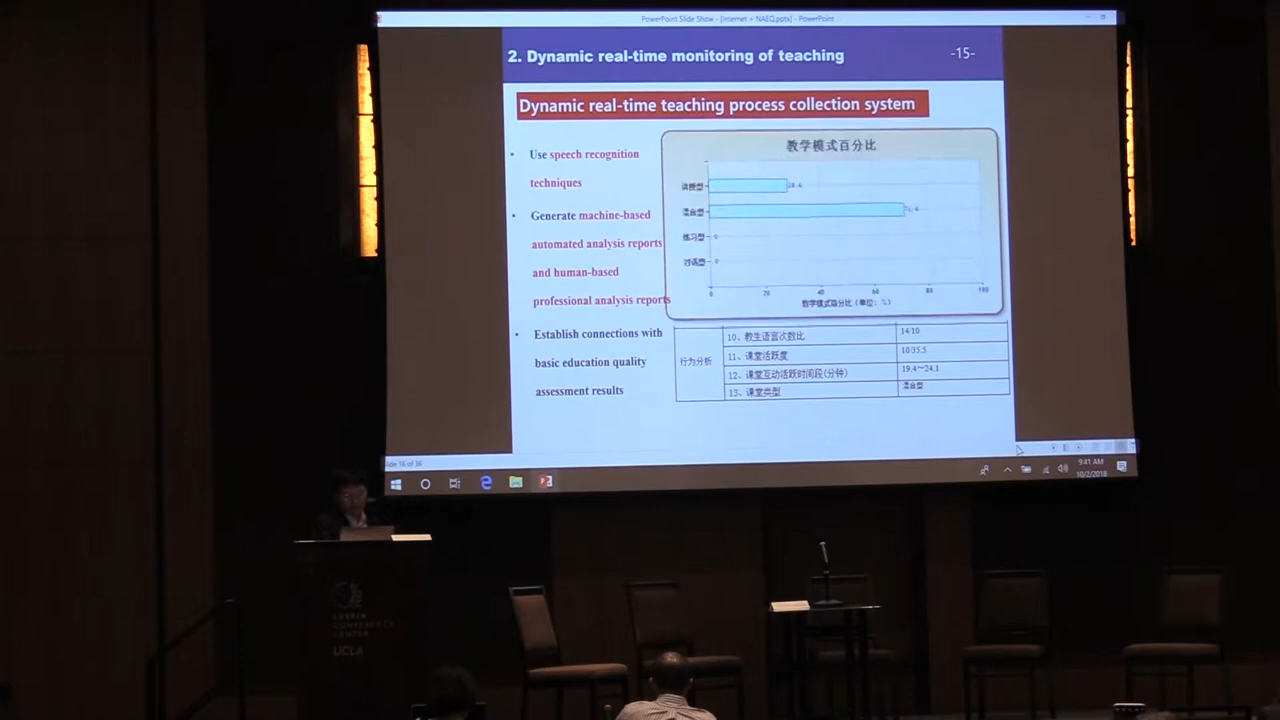 PowerPoint Slide Show - [Internet + NAEQ.pptx] - PowerPoint
2. Dynamic real-time monitoring of teaching
-15-
Dynamic real-time teaching process collection system
• Use speech recognition
techniques
• Generate machine-based
automated analysis reports
and human-based
professional analysis reports
• Establish connections with
basic education quality
assessment results
教学模式百分比
混合型
练习型
0
对话型
0
0 20 40 60 80 100
教学模式百分比（单位：%）
行为分析
10、教生语言次数比 14/10
11、课堂活跃度 10/35.5
12、课堂互动活跃时间段(分钟) 19.4～24.1
13、课堂类型 混合型
lide 16 of 36
9:41 AM
10/2/2018
LUSKIN
CONFERENCE
CENTER
UCLA